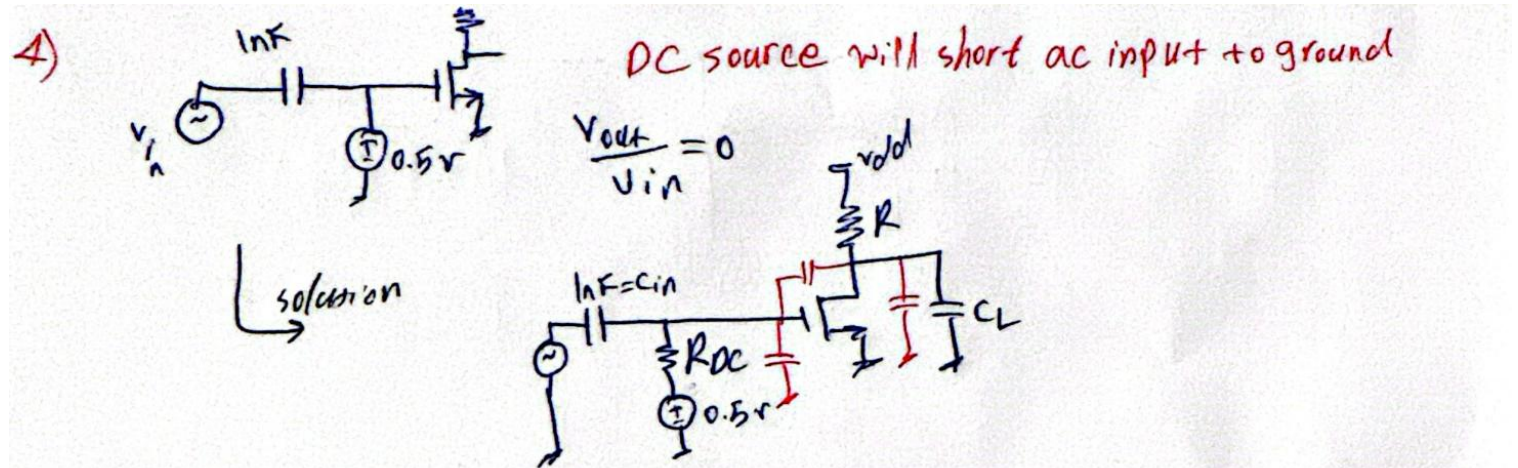 4)
1nF
DC source will short ac input to ground
Vin
0.5v
Vout
Vin
= 0
vdd
R
solution
1nF=Cin
RDC
CL
0.5v